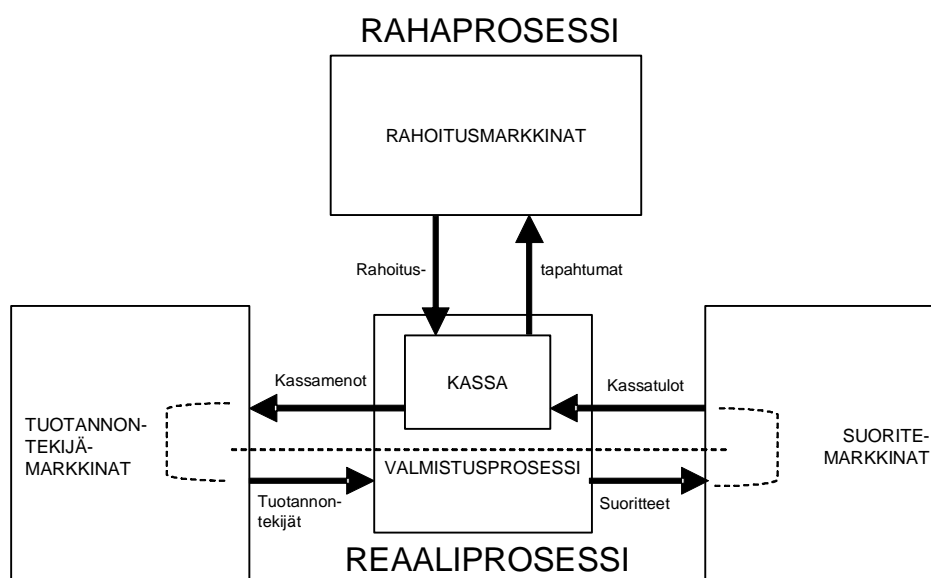 RAHAPROSESSI
RAHOITUSMARKKINAT
Rahoitus-
tapahtumat
Kassamenot
KASSA
Kassatulot
TUOTANNON-
TEKIJÄ-
MARKKINAT
SUORITE-
MARKKINAT
VALMISTUSPROSESSI
Tuotannon-
tekijät
Suoritteet
REAALIPROSESSI